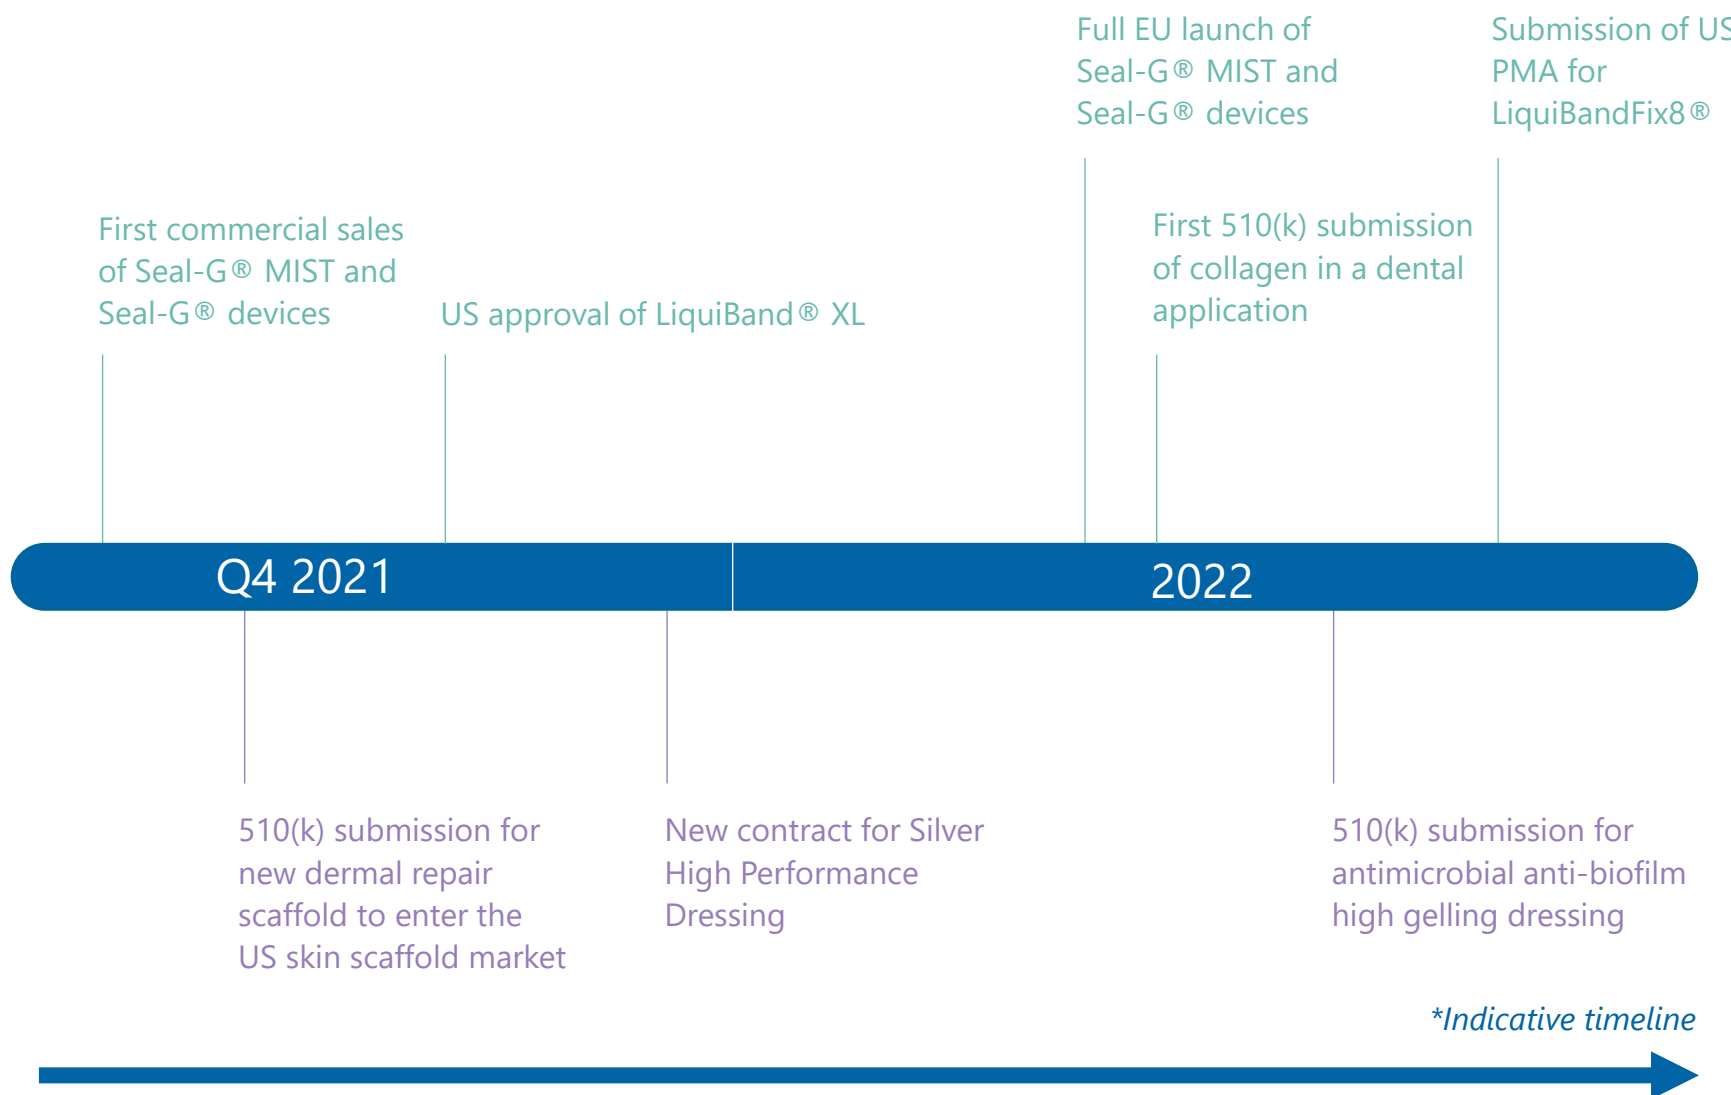 Full EU launch of
Seal-G® MIST and
Seal-G® devices
Submission of US
PMA for
LiquiBandFix8®
First commercial sales
of Seal-G® MIST and
Seal-G® devices
US approval of LiquiBand® XL
First 510(k) submission
of collagen in a dental
application
Q4 2021
2022
510(k) submission for
new dermal repair
scaffold to enter the
US skin scaffold market
New contract for Silver
High Performance
Dressing
510(k) submission for
antimicrobial anti-biofilm
high gelling dressing
*Indicative timeline